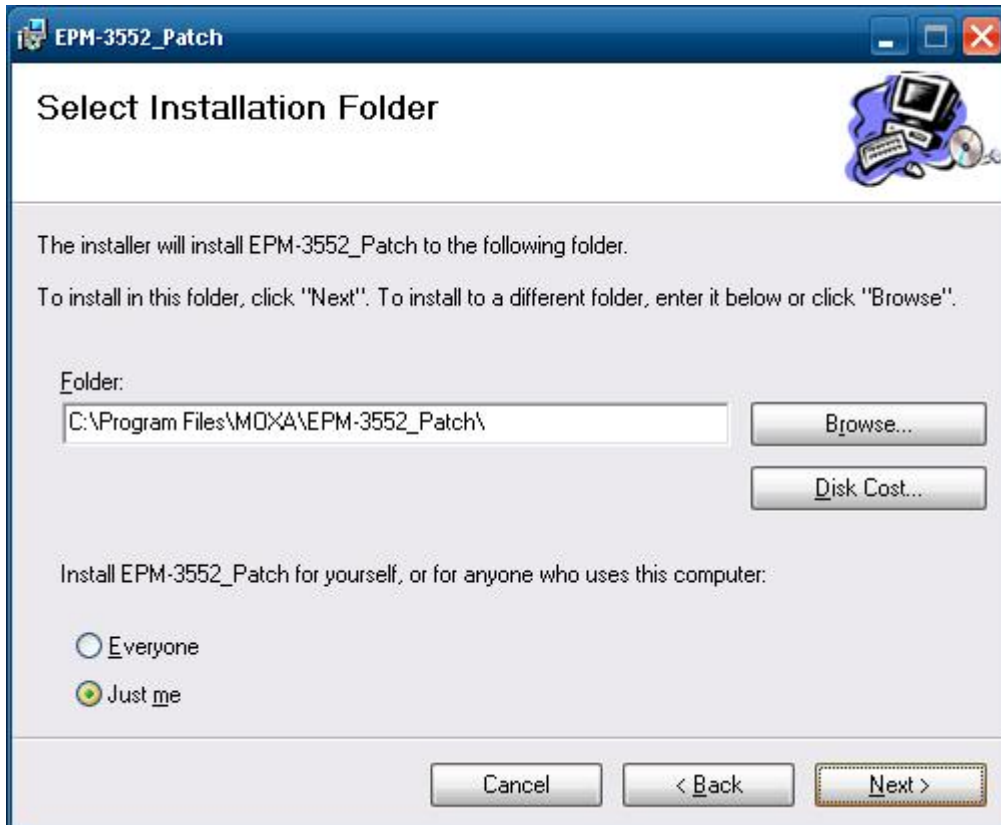 EPM-3552_Patch
Select Installation Folder
The installer will install EPM-3552_Patch to the following folder.
To install in this folder, click "Next". To install to a different folder, enter it below or click "Browse".
Folder:
C:\Program Files\MOXA\EPM-3552_Patch\
Browse...
Disk Cost...
Install EPM-3552_Patch for yourself, or for anyone who uses this computer:
Everyone
Just me
Cancel
< Back
Next >